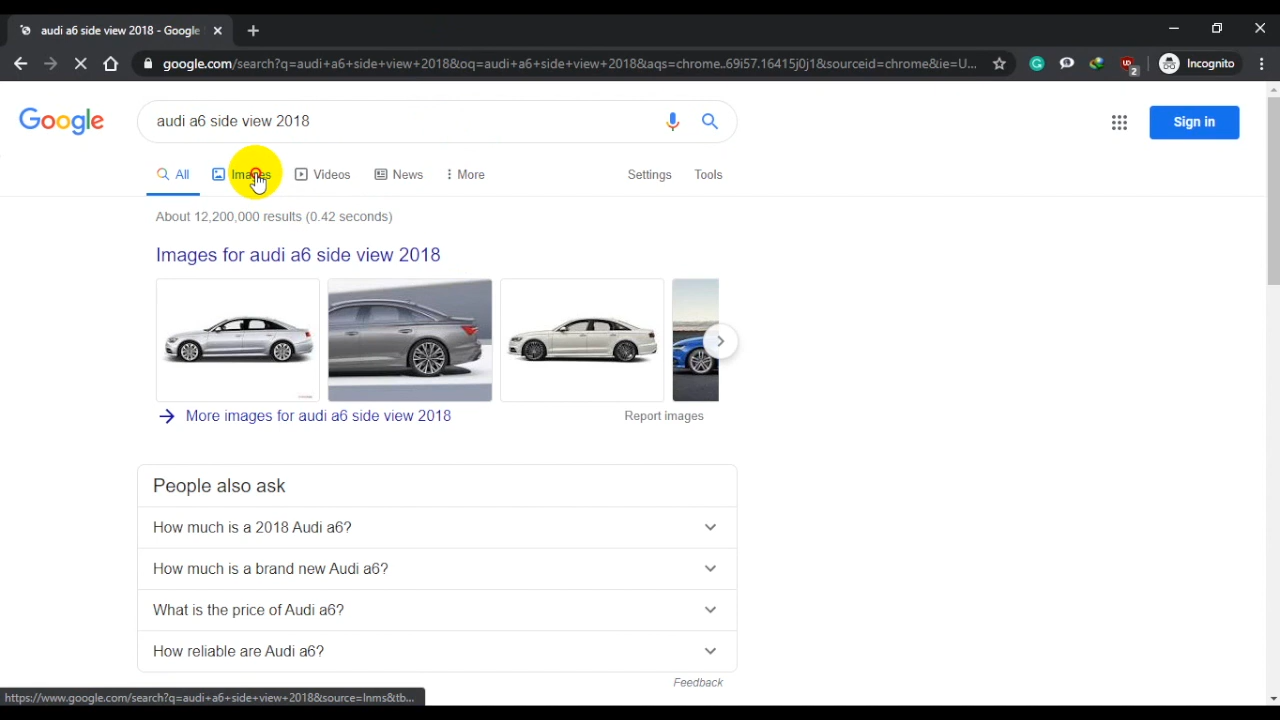 audi a6 side view 2018 - Google
google.com/search?q=audi+a6+side+view+2018&oq=audi+a6+side+view+2018&aqs=chrome..69i57.16415j0j1&sourceid=chrome&ie=U...
2
Incognito
Google
audi a6 side view 2018
Sign in
All
Images
Videos
News
More
Settings
Tools
About 12,200,000 results (0.42 seconds)
Images for audi a6 side view 2018
More images for audi a6 side view 2018
Report images
People also ask
How much is a 2018 Audi a6?
How much is a brand new Audi a6?
What is the price of Audi a6?
How reliable are Audi a6?
Feedback
https://www.google.com/search?q=audi+a6+side+view+2018&source=lnms&tb...